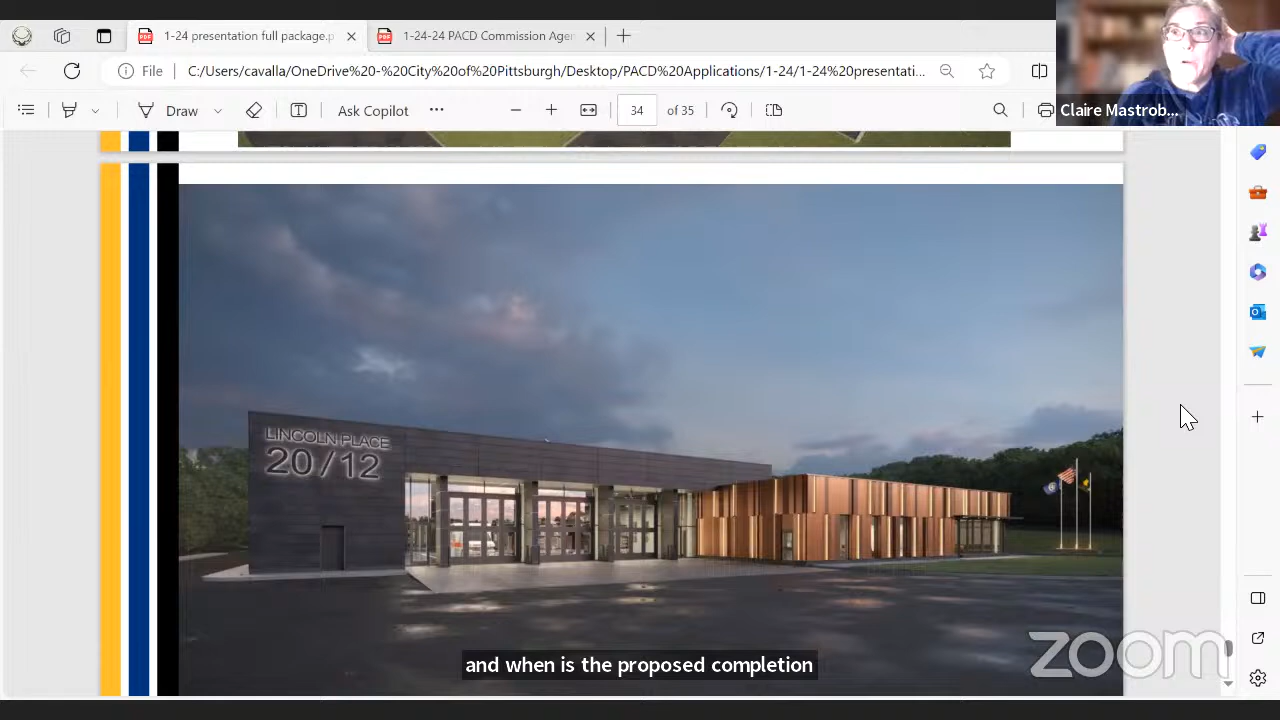 1-24 presentation full package.p
1-24-24 PACD Commission Agen
File
C:/Users/cavalla/OneDrive%20-%20City%20of%20Pittsburgh/Desktop/PACD%20Applications/1-24/1-24%20presentati...
Draw
Ask Copilot
34
of 35
Claire Mastrob...
LINCOLN PLACE
20/12
and when is the proposed completion
zoom